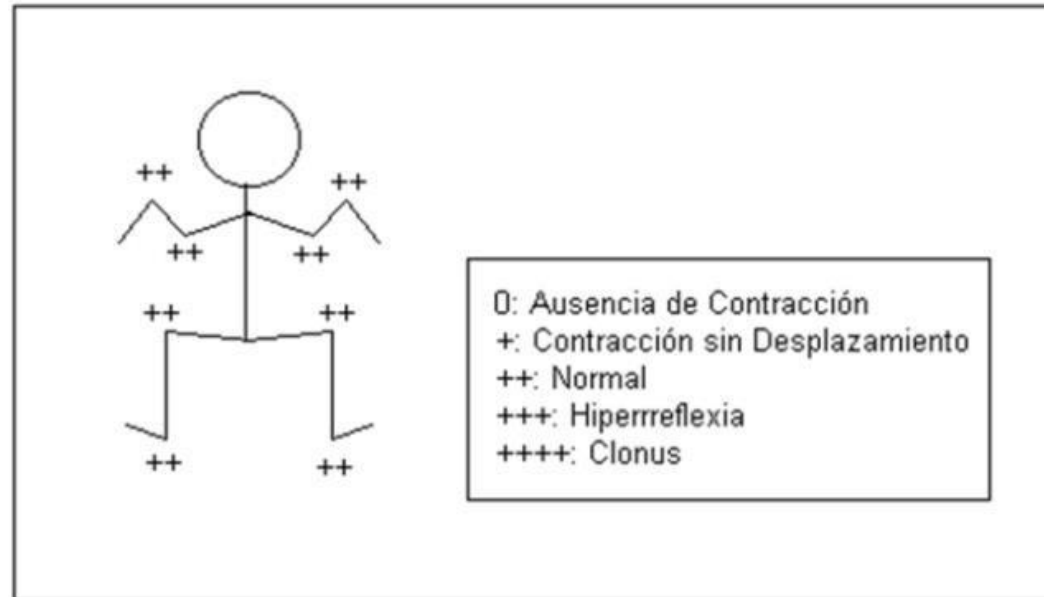 ++
++
++ ++
++ ++
++ ++
0: Ausencia de Contracción
+: Contracción sin Desplazamiento
++: Normal
+++: Hiperrreflexia
++++: Clonus